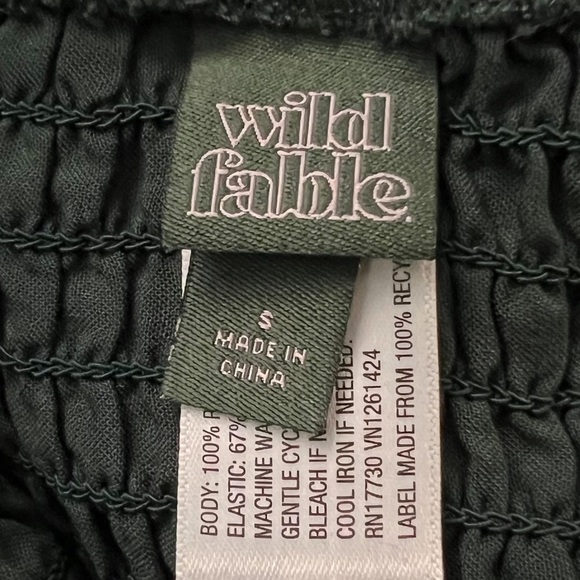 wild
fable
S
MADE IN
CHINA
BODY: 100% R
ELASTIC: 67%
MACHINE WA
GENTLE CYC
BLEACH IF N
COOL IRON IF NEEDED.
RN17730 VN1261424
LABEL MADE FROM 100% RECY